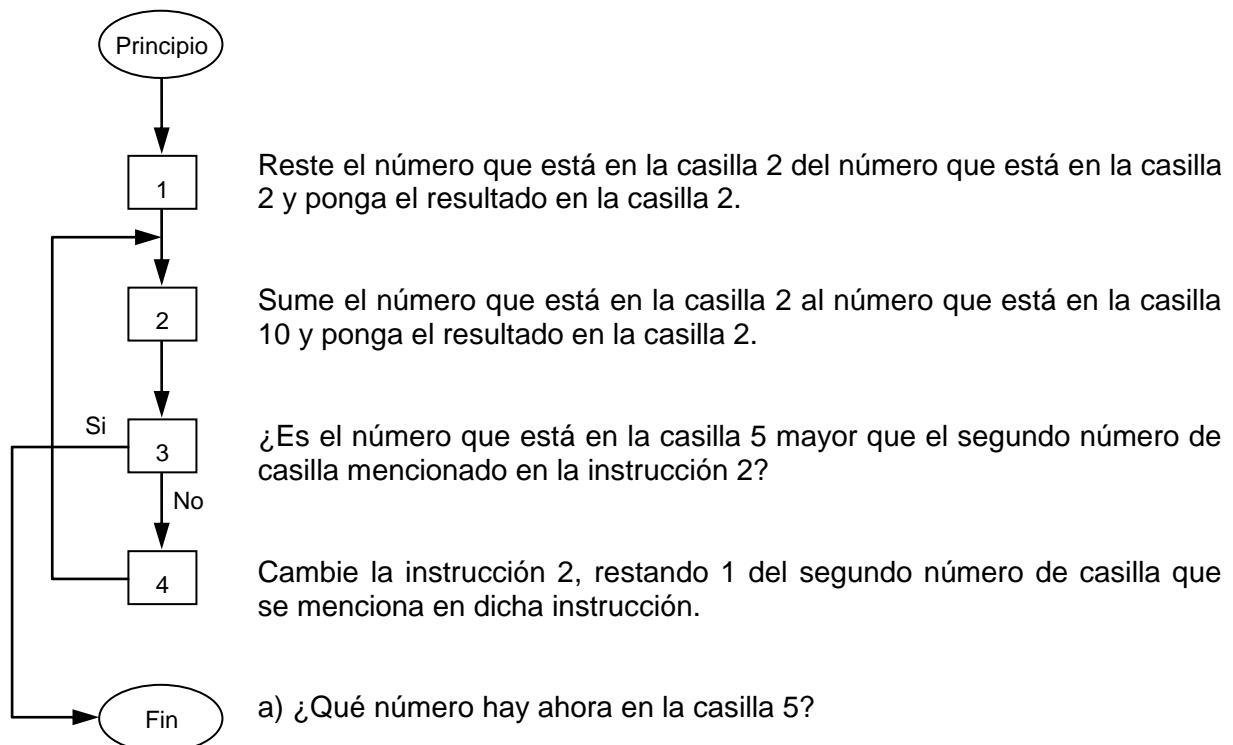 Principio
1
Reste el número que está en la casilla 2 del número que está en la casilla
2 y ponga el resultado en la casilla 2.
2
Sume el número que está en la casilla 2 al número que está en la casilla
10 y ponga el resultado en la casilla 2.
Si
3
¿Es el número que está en la casilla 5 mayor que el segundo número de
casilla mencionado en la instrucción 2?
No
4
Cambie la instrucción 2, restando 1 del segundo número de casilla que
se menciona en dicha instrucción.
Fin
a) ¿Qué número hay ahora en la casilla 5?